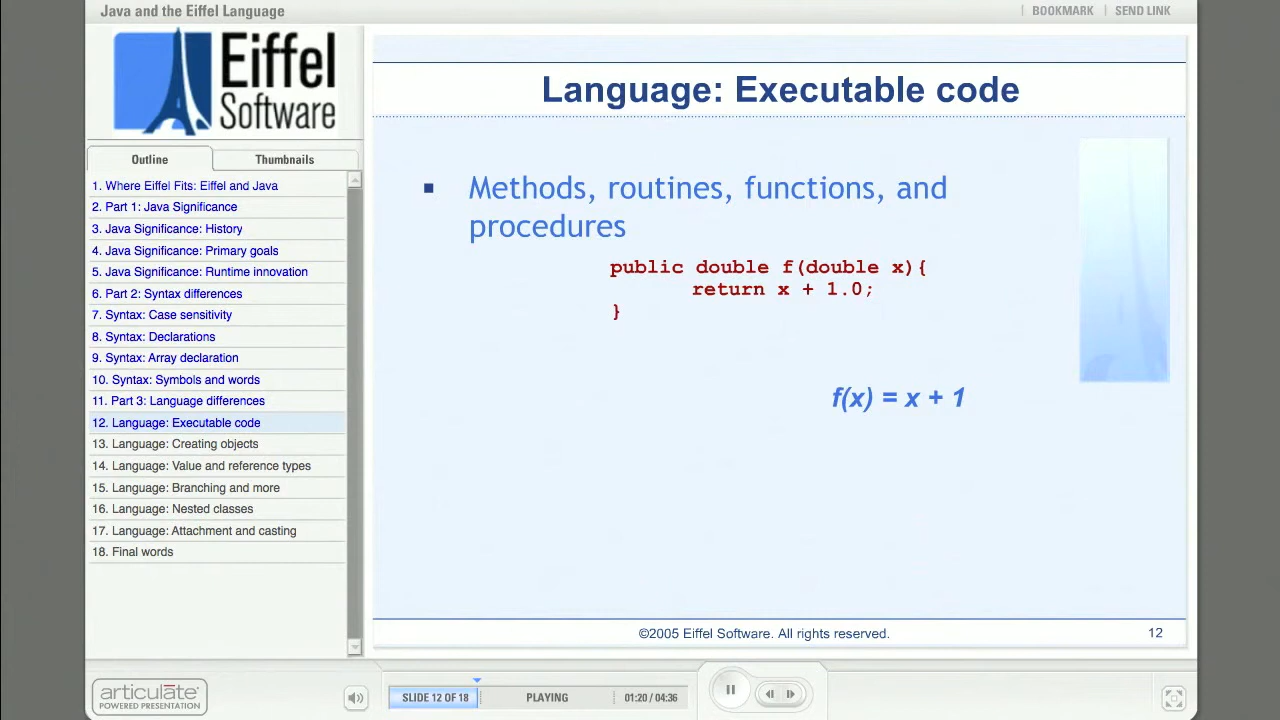 Java and the Eiffel Language
BOOKMARK
SEND LINK
Eiffel
Software
Outline
Thumbnails
1. Where Eiffel Fits: Eiffel and Java
2. Part 1: Java Significance
3. Java Significance: History
4. Java Significance: Primary goals
5. Java Significance: Runtime innovation
6. Part 2: Syntax differences
7. Syntax: Case sensitivity
8. Syntax: Declarations
9. Syntax: Array declaration
10. Syntax: Symbols and words
11. Part 3: Language differences
12. Language: Executable code
13. Language: Creating objects
14. Language: Value and reference types
15. Language: Branching and more
16. Language: Nested classes
17. Language: Attachment and casting
18. Final words
Language: Executable code
Methods, routines, functions, and
procedures
public double f(double x){
return x + 1.0;
}
f(x) = x + 1
©2005 Eiffel Software. All rights reserved.
12
articulate
POWERED PRESENTATION
SLIDE 12 OF 18
PLAYING
01:20 / 04:36